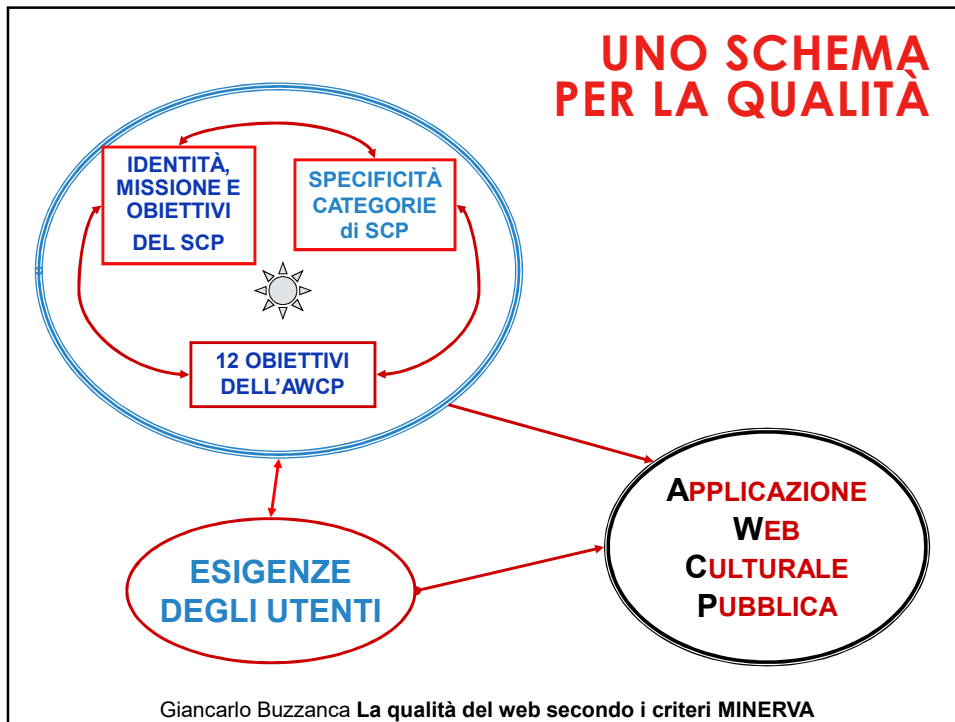 UNO SCHEMA
PER LA QUALITÀ
IDENTITÀ,
MISSIONE E
OBIETTIVI
DEL SCP
SPECIFICITÀ
CATEGORIE
di SCP
12 OBIETTIVI
DELL’AWCP
ESIGENZE
DEGLI UTENTI
APPLICAZIONE
WEB
CULTURALE
PUBBLICA
Giancarlo Buzzanca La qualità del web secondo i criteri MINERVA